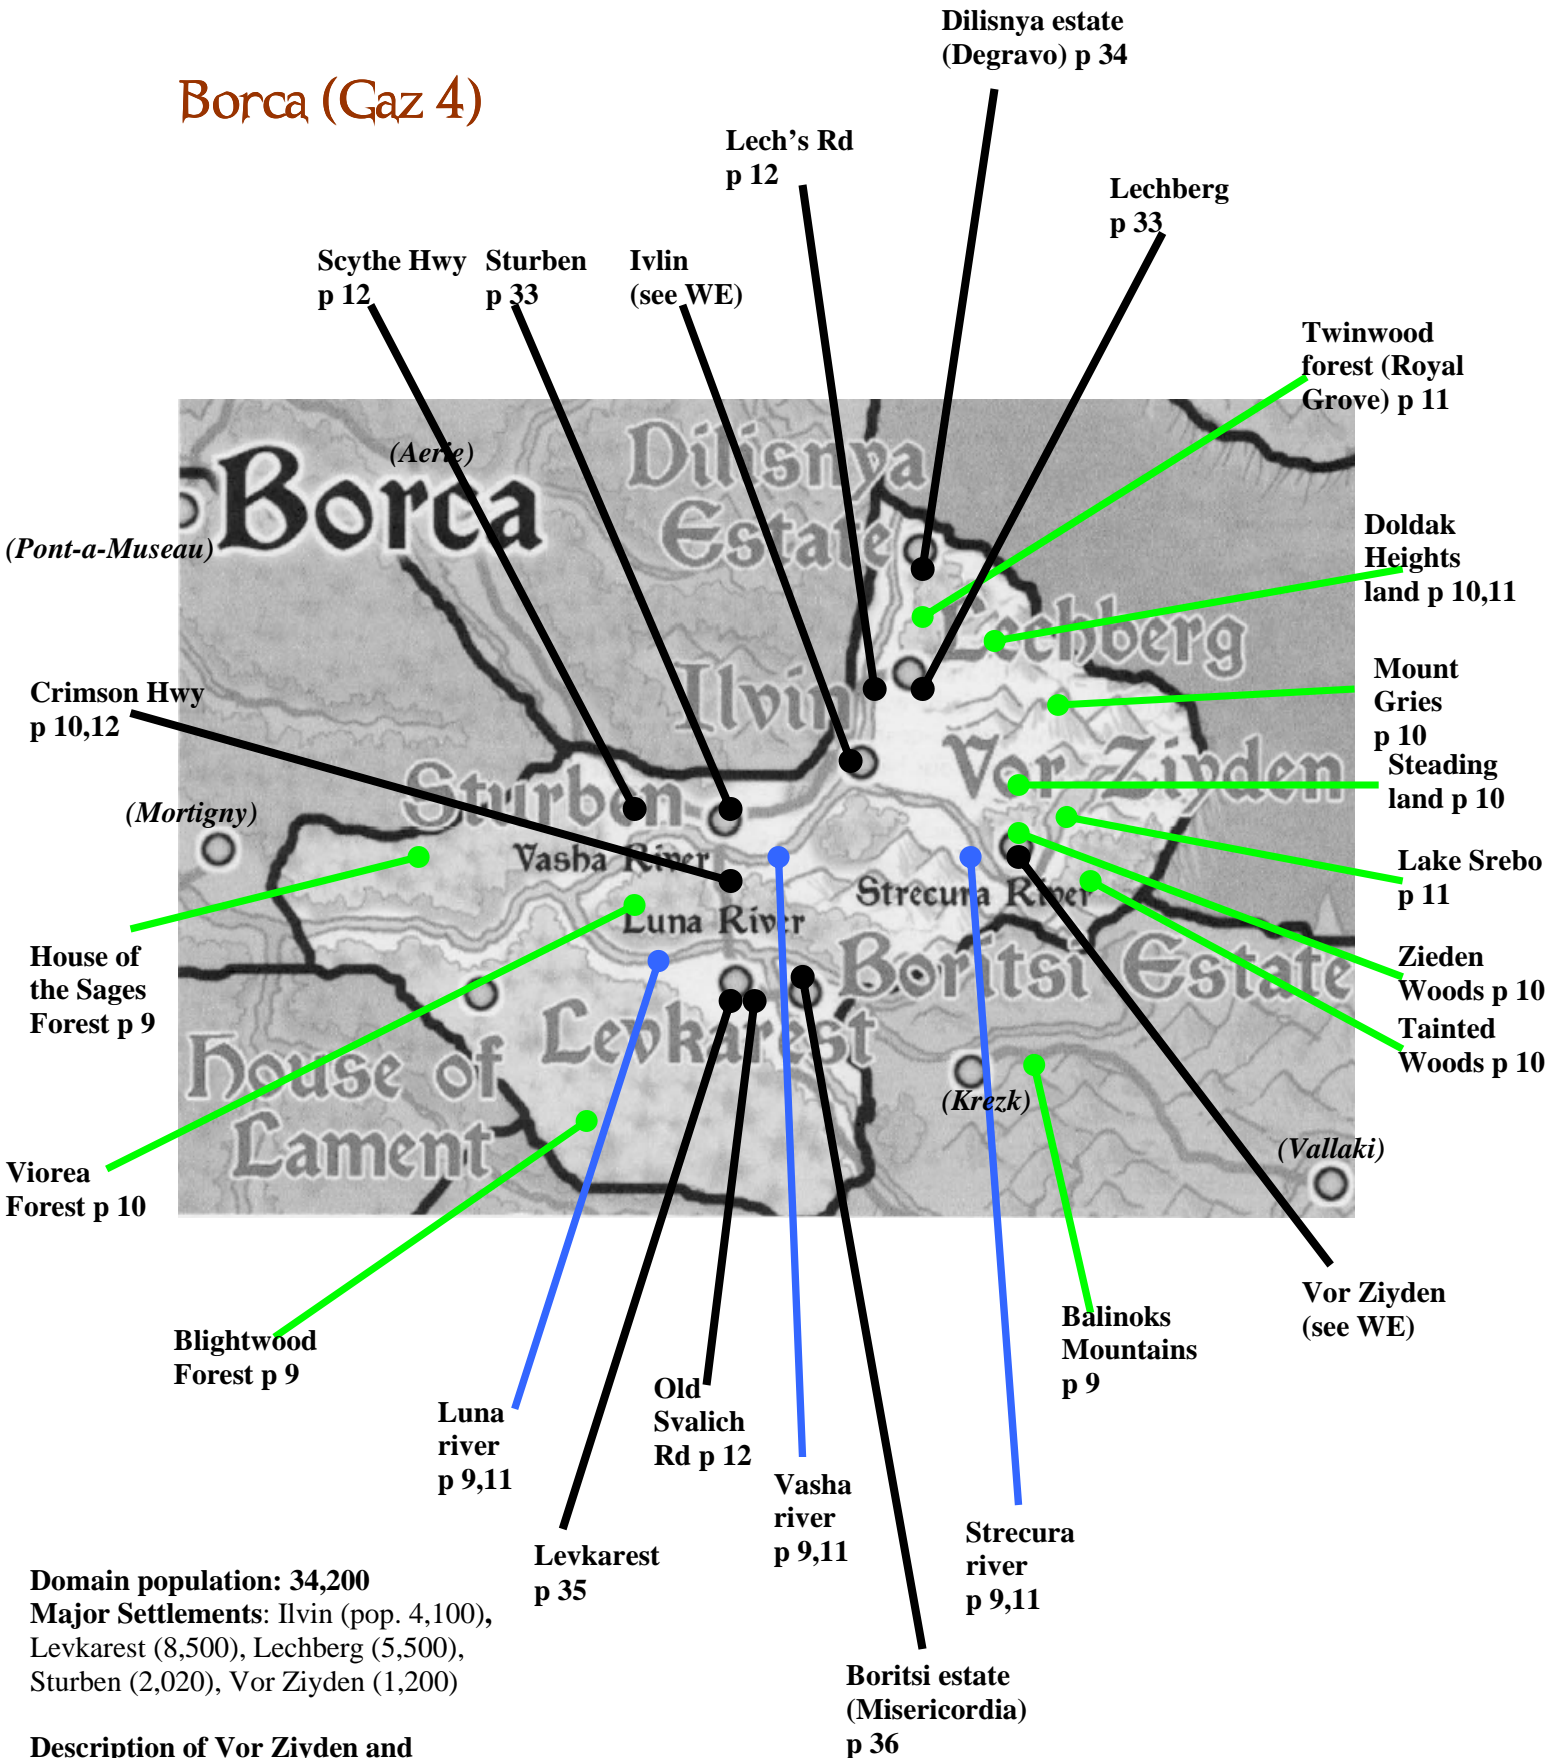 Dilisnya estate
(Degravo) p 34
Borca (Gaz 4)
Lech's Rd
p 12
Lechberg
p 33
Scythe Hwy
p 12
Sturben
p 33
Ivlin
(see WE)
Twinwood
forest (Royal
Grove) p 11
(Aerie)
Borca
Dilisnya
Estate
(Pont-a-Museau)
Doldak
Heights
land p 10,11
Lechberg
Ilvin
Crimson Hwy
p 10,12
Mount
Gries
p 10
Vor Ziyden
Steading
land p 10
Sturben
(Mortigny)
Vasha River
Lake Srebo
p 11
Strecura River
Luna River
House of
the Sages
Forest p 9
Boritsi Estate
Zieden
Woods p 10
Levkarest
Tainted
Woods p 10
House of
Lament
(Krezk)
(Vallaki)
Viorea
Forest p 10
Vor Ziyden
(see WE)
Blightwood
Forest p 9
Balinoks
Mountains
p 9
Luna
river
p 9,11
Old
Svalich
Rd p 12
Vasha
river
p 9,11
Strecura
river
p 9,11
Levkarest
p 35
Boritsi estate
(Misericordia)
p 36
Domain population: 34,200
Major Settlements: Ilvin (pop. 4,100),
Levkarest (8,500), Lechberg (5,500),
Sturben (2,020), Vor Ziyden (1,200)
Description of Vor Ziyden and